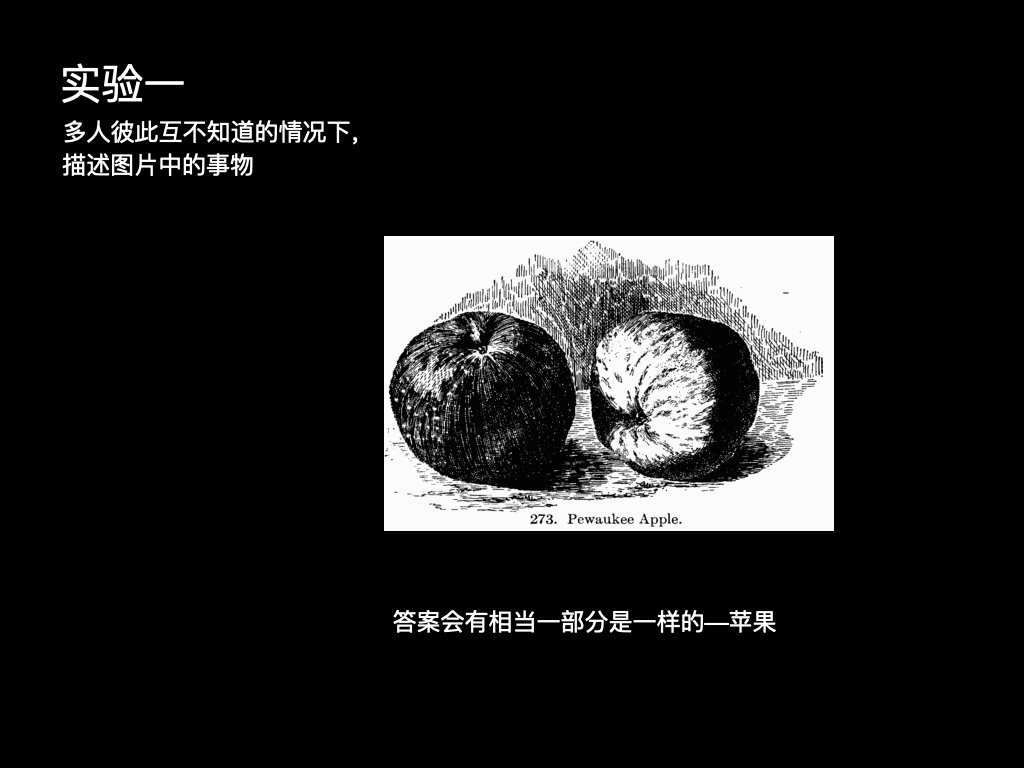 实验一
多人彼此互不知道的情况下，
描述图片中的事物
273. Pewaukee Apple.
答案会有相当一部分是一样的—苹果